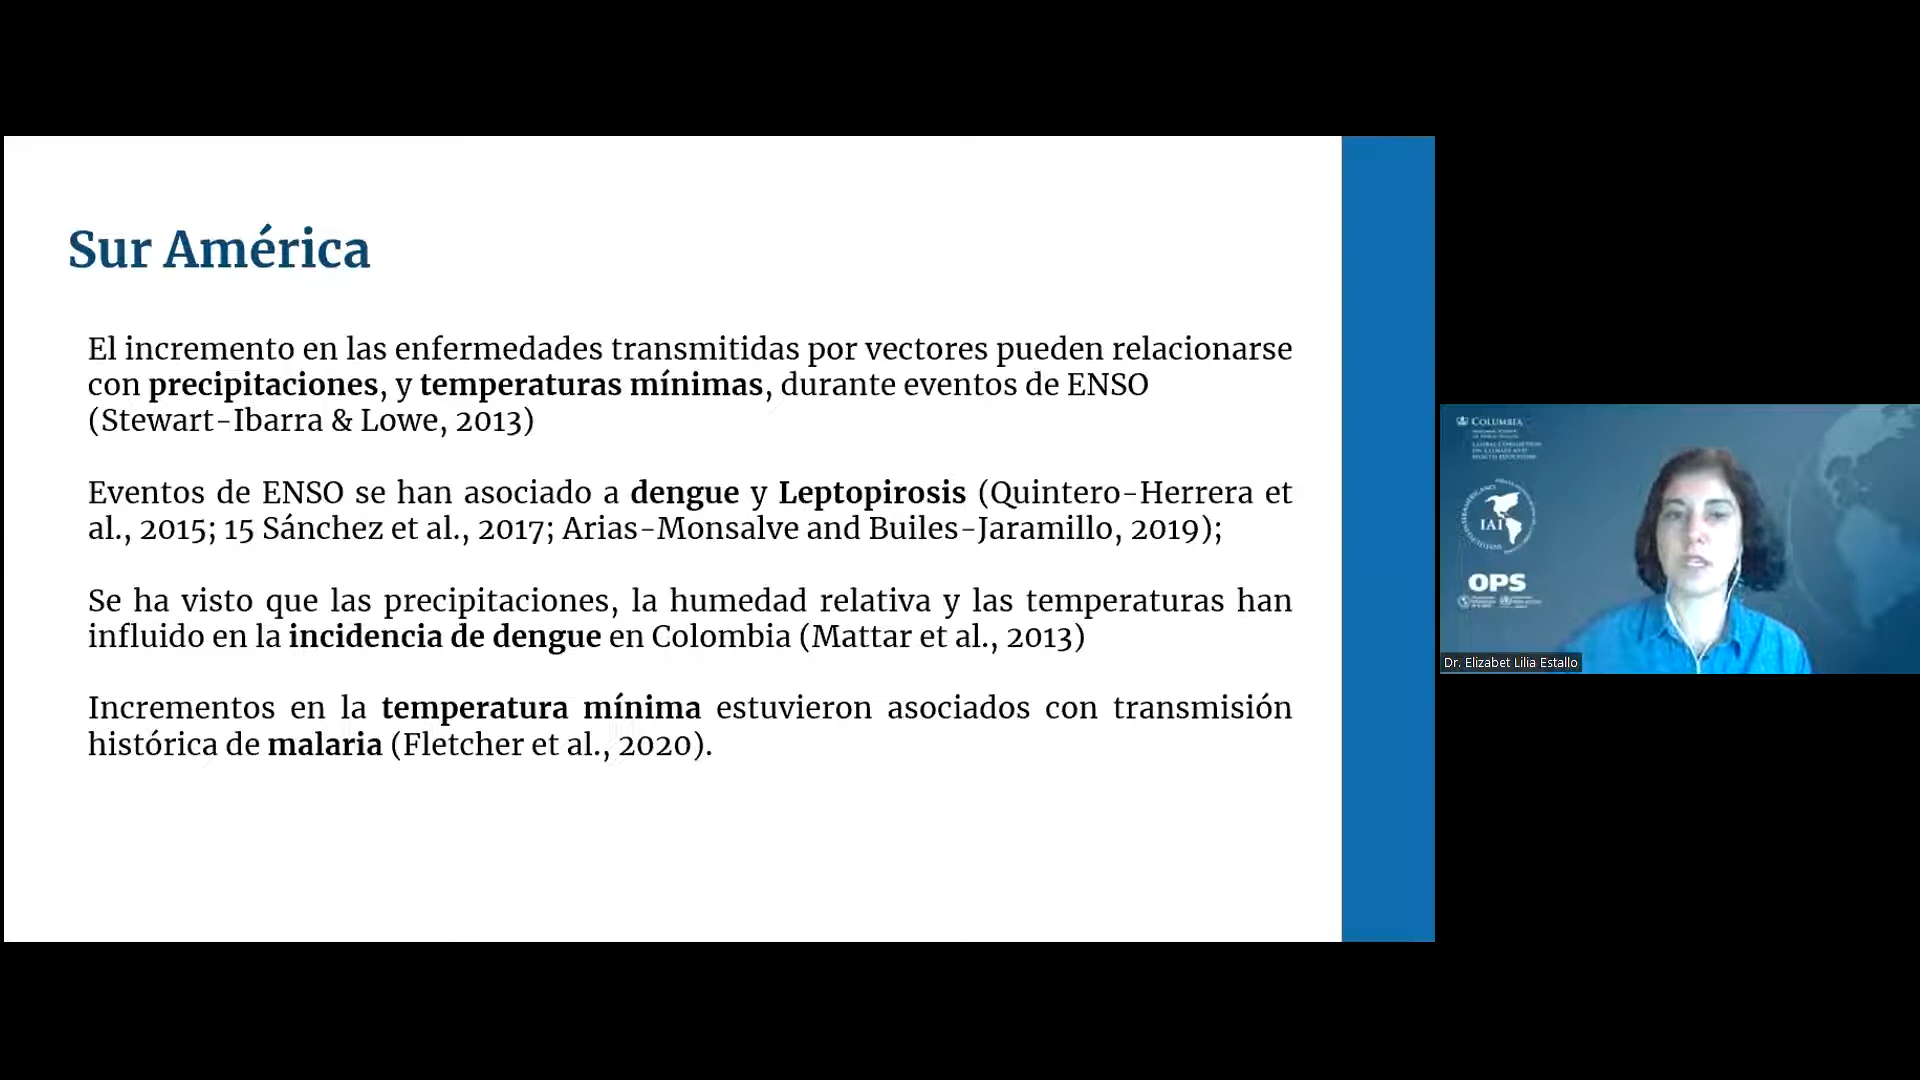 Sur América
El incremento en las enfermedades transmitidas por vectores pueden relacionarse
con precipitaciones, y temperaturas mínimas, durante eventos de ENSO
(Stewart-Ibarra & Lowe, 2013)
Eventos de ENSO se han asociado a dengue y Leptopirosis (Quintero-Herrera et
al., 2015; 15 Sánchez et al., 2017; Arias-Monsalve and Builes-Jaramillo, 2019);
Se ha visto que las precipitaciones, la humedad relativa y las temperaturas han
influido en la incidencia de dengue en Colombia (Mattar et al., 2013)
Incrementos en la temperatura mínima estuvieron asociados con transmisión
histórica de malaria (Fletcher et al., 2020).
COLUMBIA
IAI
OPS
Dr. Elizabet Lilia Estallo